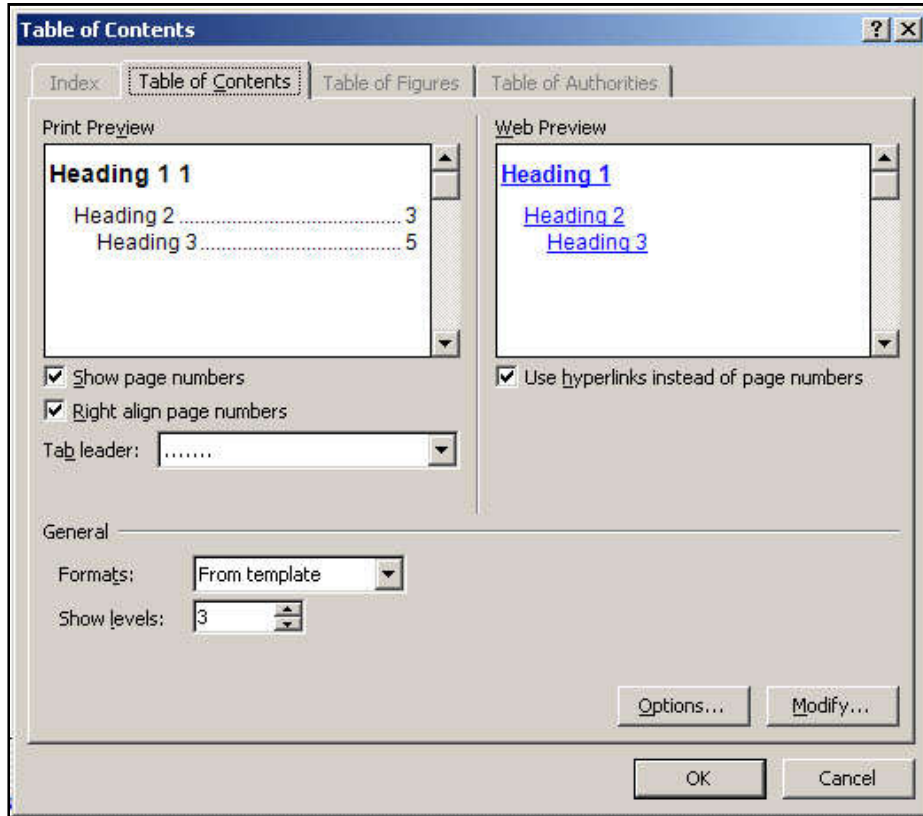 Table of Contents
Index Table of Contents Table of Figures Table of Authorities
Print Preview
Heading 1 1
Heading 2 ........................................ 3
Heading 3 .................................... 5
Show page numbers
Right align page numbers
Tab leader: .......
Web Preview
Heading 1
Heading 2
Heading 3
Use hyperlinks instead of page numbers
General
Formats: From template
Show levels: 3
Options... Modify...
OK Cancel